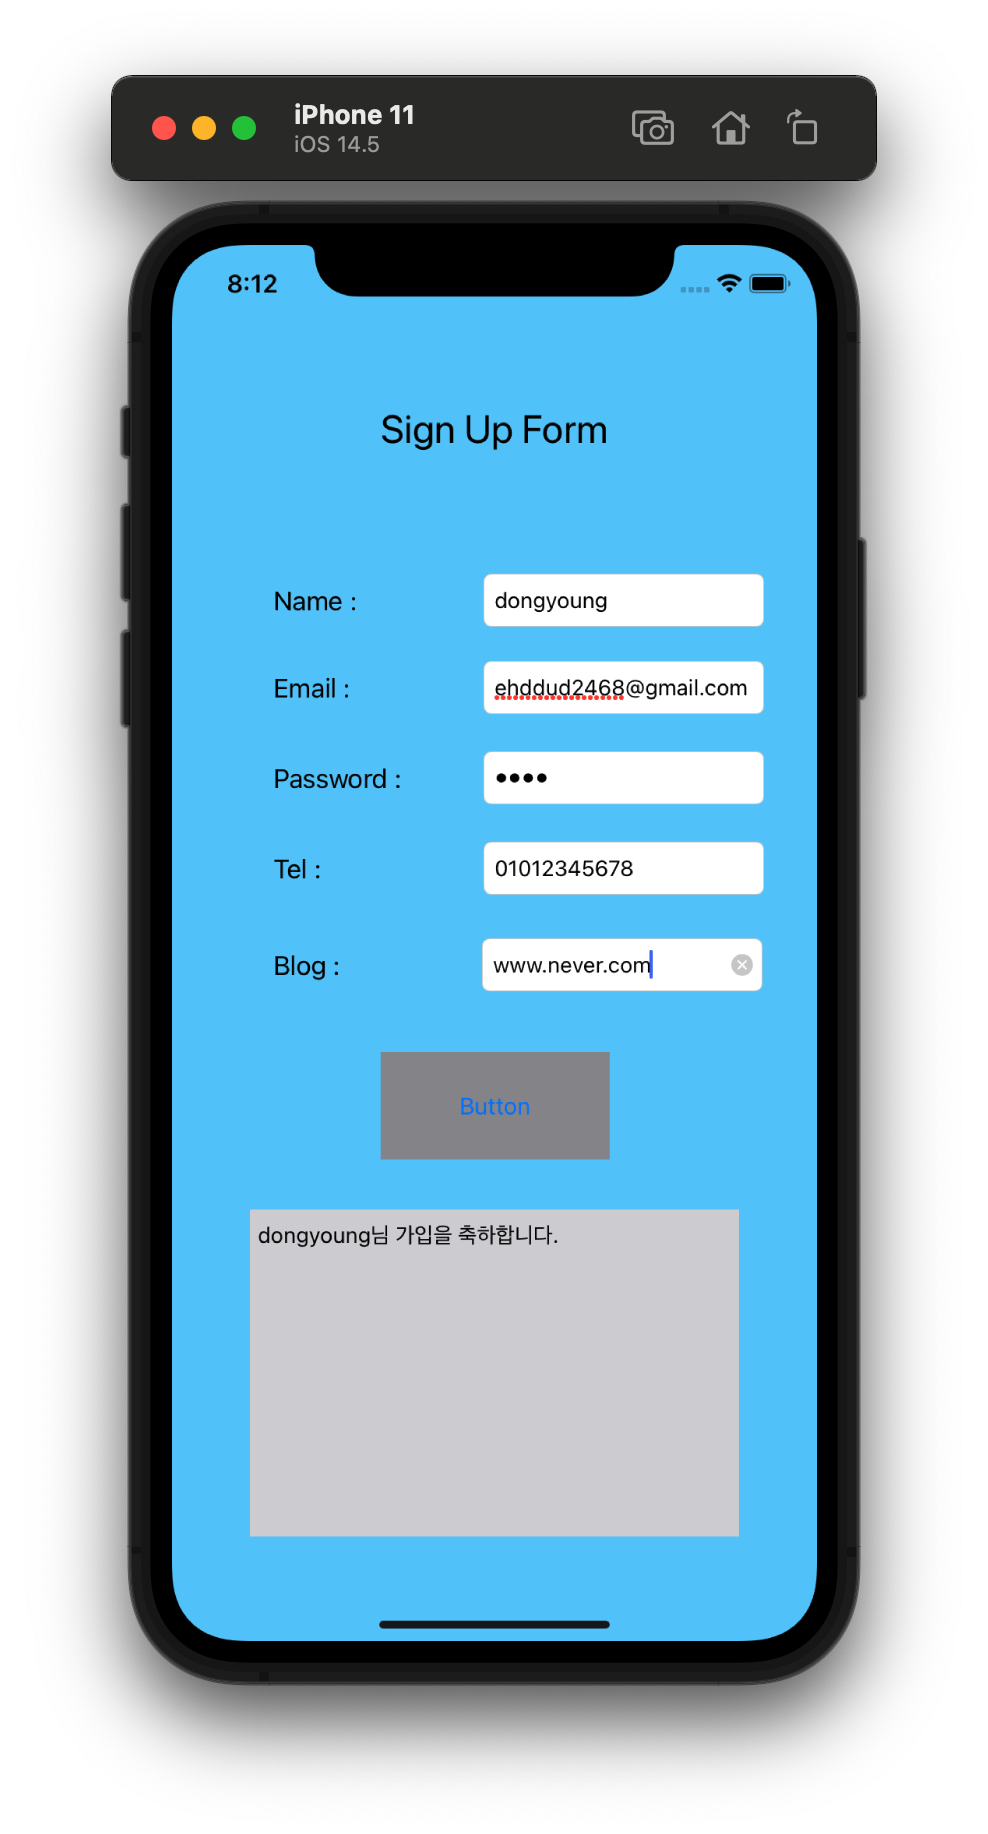 iPhone 11
iOS 14.5
8:12
Sign Up Form
Name :
dongyoung
Email :
ehddud2468@gmail.com
Password :
••••
Tel :
01012345678
Blog :
www.never.com
Button
dongyoung님 가입을 축하합니다.